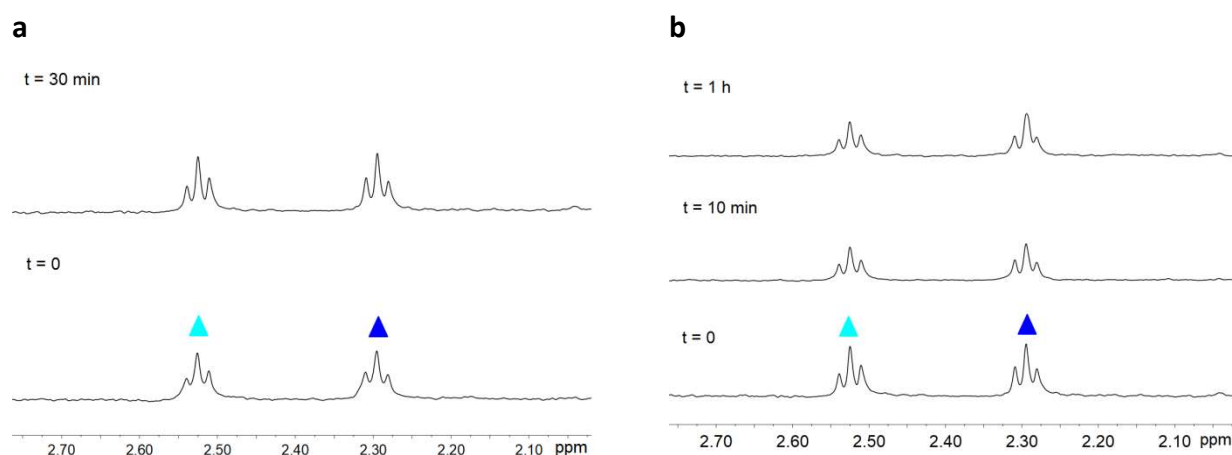 a
t = 30 min
t = 0
2.70 2.60 2.50 2.40 2.30 2.20 2.10 ppm
b
t = 1 h
t = 10 min
t = 0
2.70 2.60 2.50 2.40 2.30 2.20 2.10 ppm